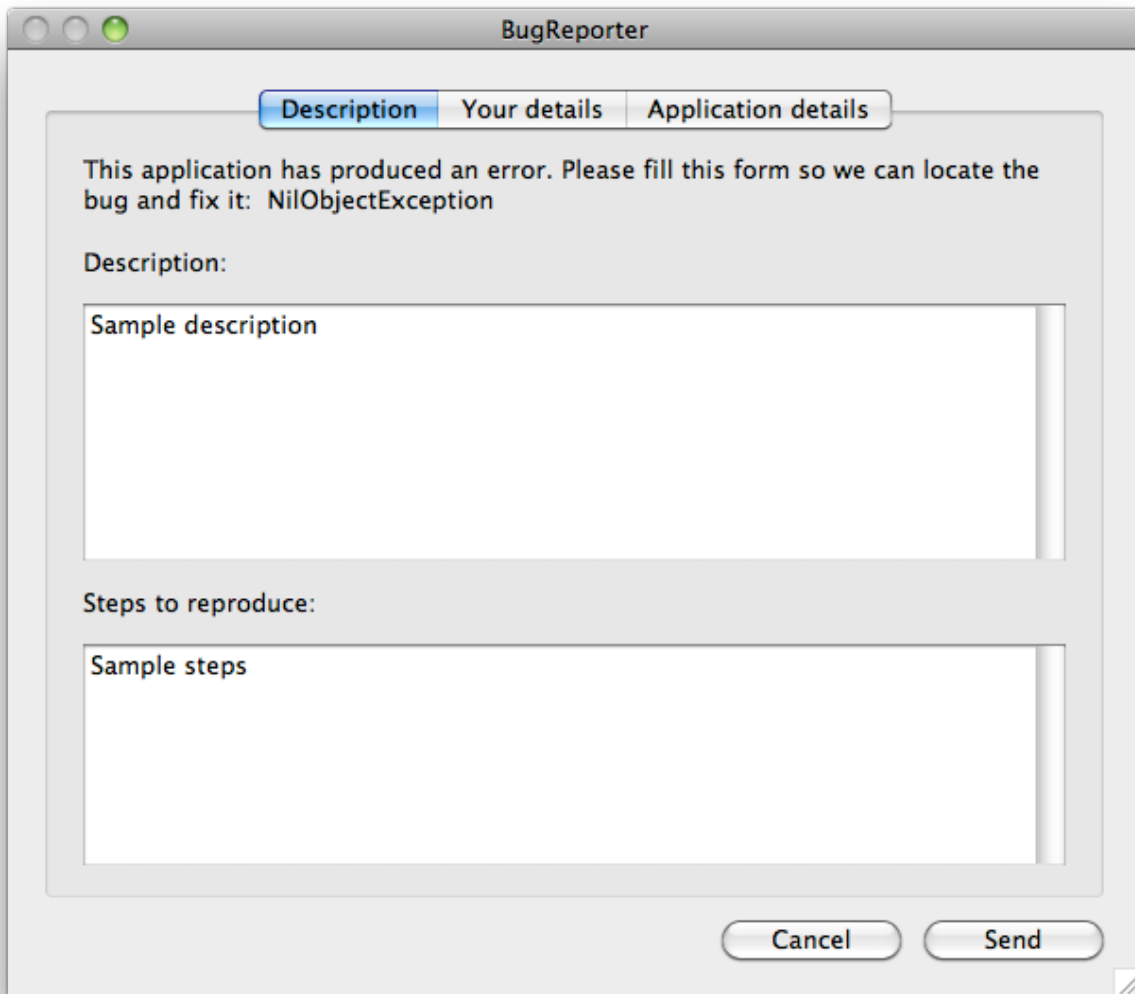 BugReporter
Description Your details Application details
This application has produced an error. Please fill this form so we can locate the
bug and fix it:  NilObjectException
Description:
Sample description
Steps to reproduce:
Sample steps
Cancel Send